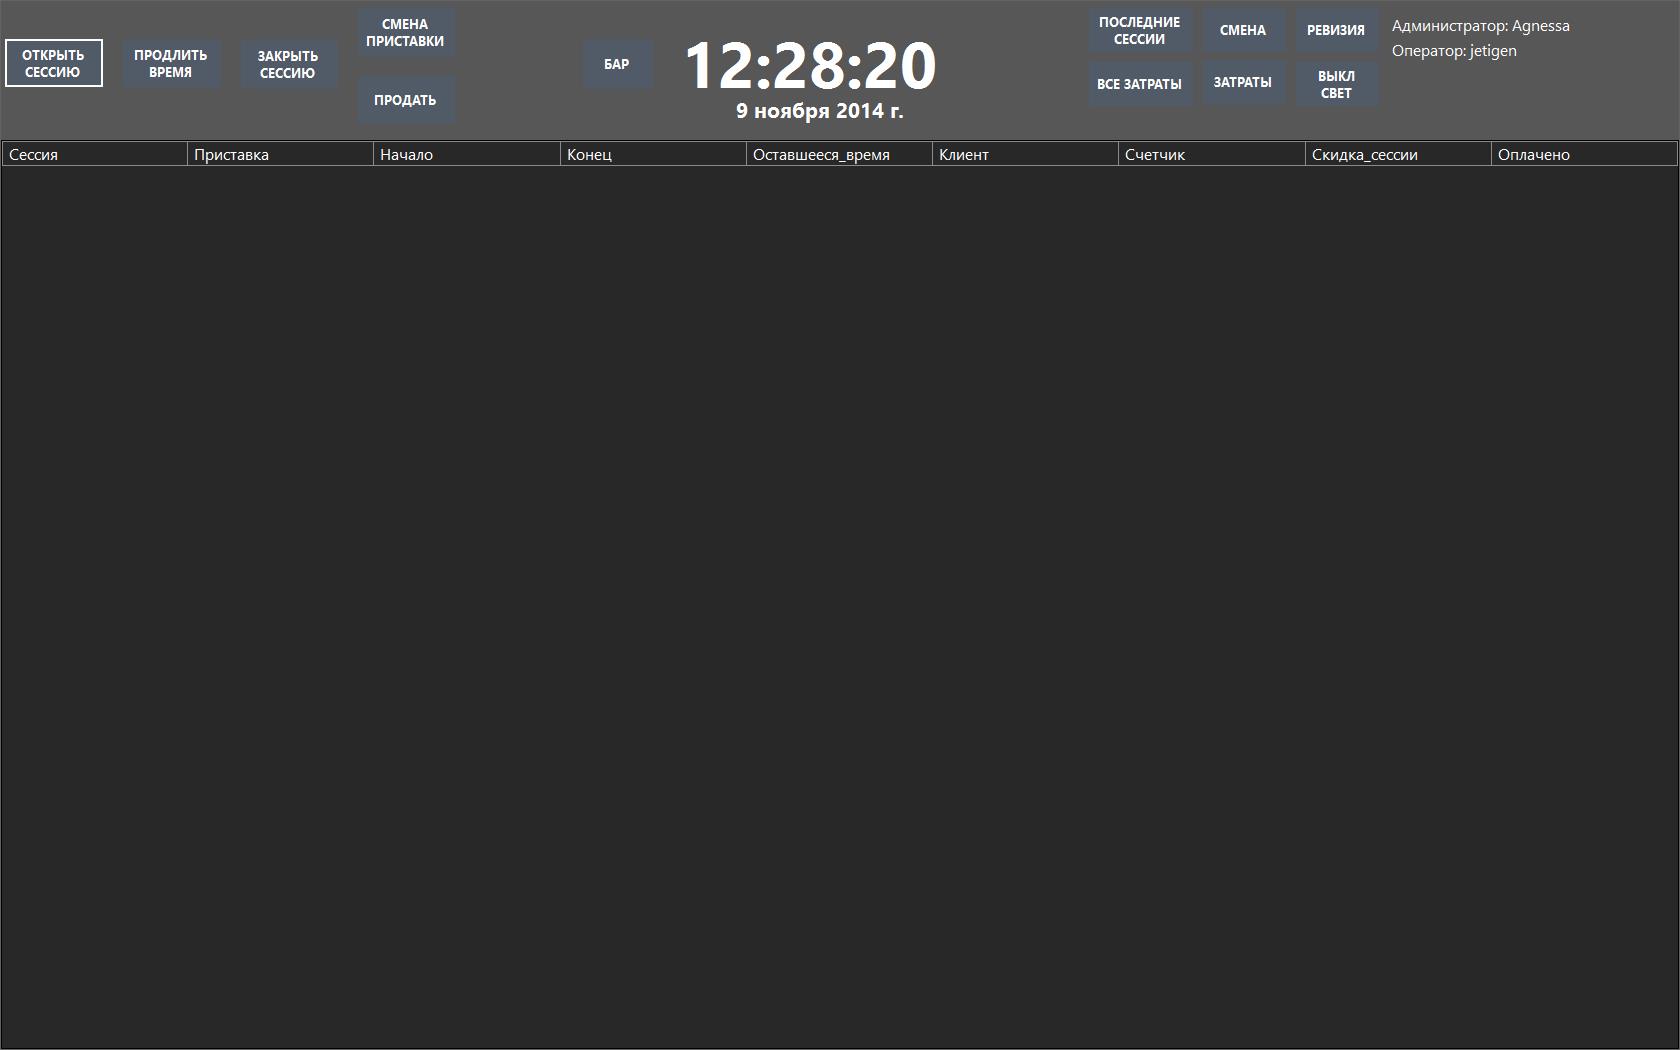 ОТКРЫТЬ
СЕССИЮ
ПРОДЛИТЬ
ВРЕМЯ
ЗАКРЫТЬ
СЕССИЮ
СМЕНА
ПРИСТАВКИ
ПРОДАТЬ
БАР
12:28:20
9 ноября 2014 г.
ПОСЛЕДНИЕ
СЕССИИ
СМЕНА
РЕВИЗИЯ
ВСЕ ЗАТРАТЫ
ЗАТРАТЫ
ВЫКЛ
СВЕТ
Администратор: Agnessa
Оператор: jetigen
Сессия Приставка Начало Конец Оставшееся_время Клиент Счетчик Скидка_сессии Оплачено